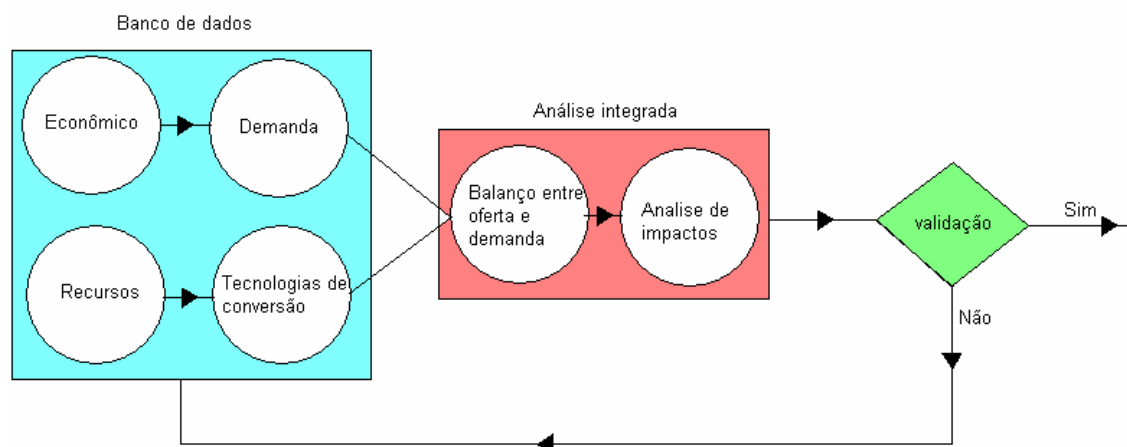 Banco de dados
Econômico
Demanda
Recursos
Tecnologias de
conversão
Análise integrada
Balanço entre
oferta e
demanda
Analise de
impactos
validação
Sim
Não